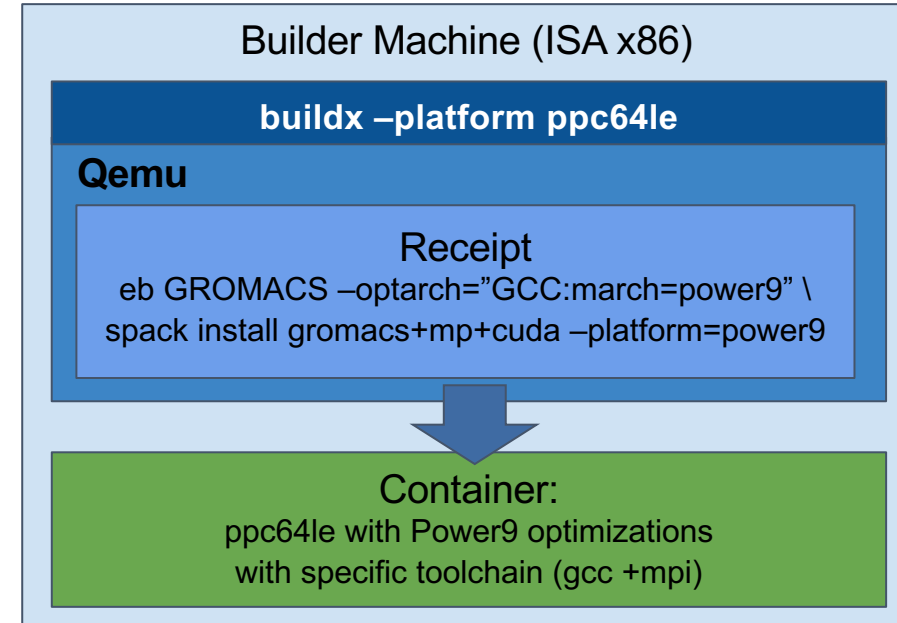 Builder Machine (ISA x86)
buildx –platform ppc64le
Qemu
Receipt
eb GROMACS –optarch=”GCC:march=power9” \
spack install gromacs+mp+cuda –platform=power9
Container:
ppc64le with Power9 optimizations
with specific toolchain (gcc +mpi)